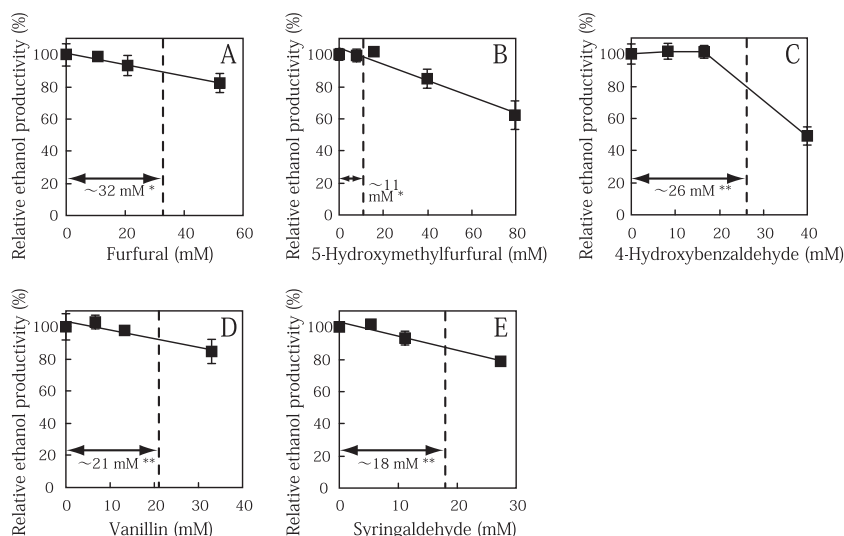 Relative ethanol productivity (%)
A
100
80
60
40
20
0
~32 mM *
0 20 40 60
Furfural (mM)
Relative ethanol productivity (%)
B
100
80
60
40
20
0
~11
mM *
0 20 40 60 80
5-Hydroxymethylfurfural (mM)
Relative ethanol productivity (%)
C
100
80
60
40
20
0
~26 mM **
0 10 20 30 40
4-Hydroxybenzaldehyde (mM)
Relative ethanol productivity (%)
D
100
80
60
40
20
0
~21 mM **
0 10 20 30 40
Vanillin (mM)
Relative ethanol productivity (%)
E
100
80
60
40
20
0
~18 mM **
0 10 20 30
Syringaldehyde (mM)